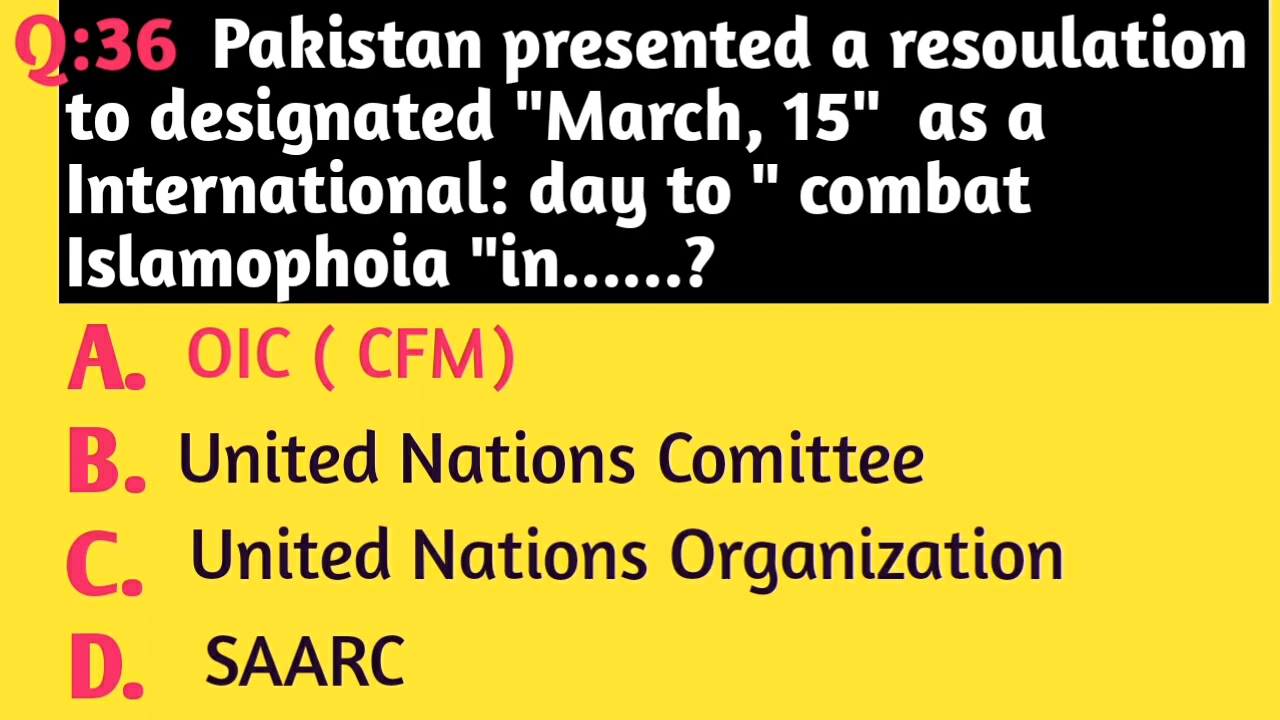 Q:36 Pakistan presented a resoulation
to designated "March, 15" as a
International: day to " combat
Islamophoia "in......?
A. OIC ( CFM)
B. United Nations Comittee
C. United Nations Organization
D. SAARC